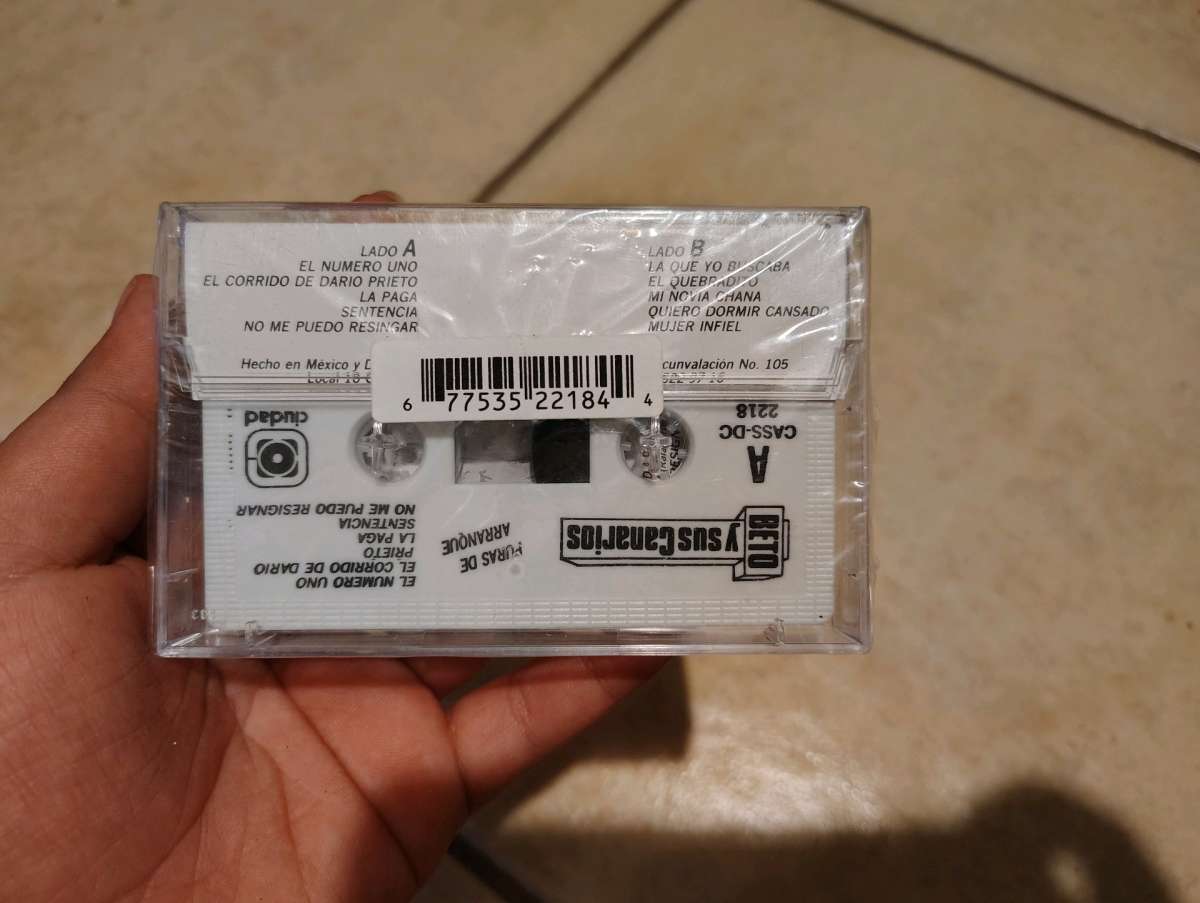 LADO A
EL NUMERO UNO
EL CORRIDO DE DARIO PRIETO
LA PAGA
SENTENCIA
NO ME PUEDO RESINGAR
LADO B
LA QUE YO BUSCABA
EL QUEBRADITO
MI NOVIA CHANA
QUIERO DORMIR CANSADO
MUJER INFIEL
Hecho en México y
No. 105
Local
6 77535 22184 4
BETO
y sus Canarios
PURAS DE
ARRANQUE
EL NUMERO UNO
EL CORRIDO DE DARIO
PRIETO
LA PAGA
SENTENCIA
NO ME PUEDO RESIGNAR
A
CASS-DC
2218
ciudad